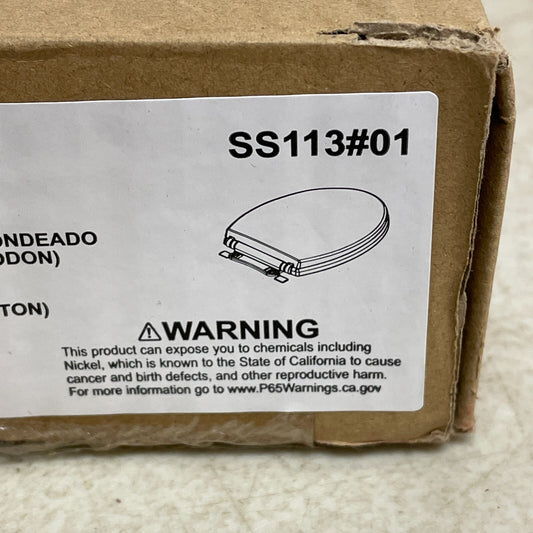 SS113#01
ONDEADO
ODON)
TON)
⚠WARNING
This product can expose you to chemicals including
Nickel, which is known to the State of California to cause
cancer and birth defects, and other reproductive harm.
For more information go to www.P65Warnings.ca.gov